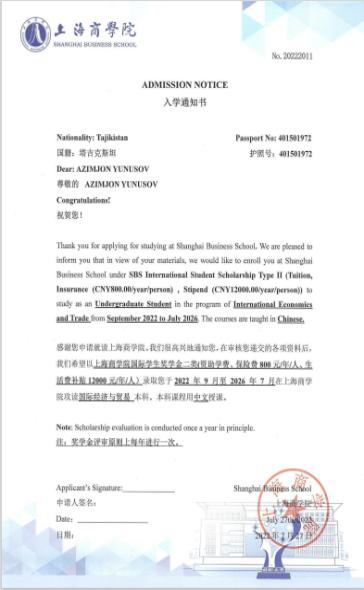 上海商學院
SHANGHAI BUSINESS SCHOOL
No. 20222011
ADMISSION NOTICE
入学通知书
Nationality: Tajikistan Passport No: 401501972
国籍：塔吉克斯坦 护照号：401501972
Dear: AZIMJON YUNUSOV
尊敬的 AZIMJON YUNUSOV
Congratulations!
祝贺您！
Thank you for applying for studying at Shanghai Business School. We are pleased to
inform you that in view of your materials, we would like to enroll you at Shanghai
Business School under SBS International Student Scholarship Type II (Tuition,
Insurance (CNY800.00/year/person) , Stipend (CNY12000.00/year/person)) to
study as an Undergraduate Student in the program of International Economics
and Trade from September 2022 to July 2026. The courses are taught in Chinese.
感谢您申请就读上海商学院。我们很高兴地通知您，在审核您递交的各项资料后，
我们希望以上海商学院国际学生奖学金二类(资助学费、保险费 800 元/年/人、生
活费补贴 12000 元/年/人）录取您于 2022 年 9 月至 2026 年 7 月在上海商学
院攻读国际经济与贸易 本科。本科课程用中文授课。
Note: Scholarship evaluation is conducted once a year in principle.
注：奖学金评审原则上每年进行一次。
Applicant's Signature: Shanghai Business School
申请人签名： 上海商学院
Date: July 27th
日期： 2022 年 7 月 27 日